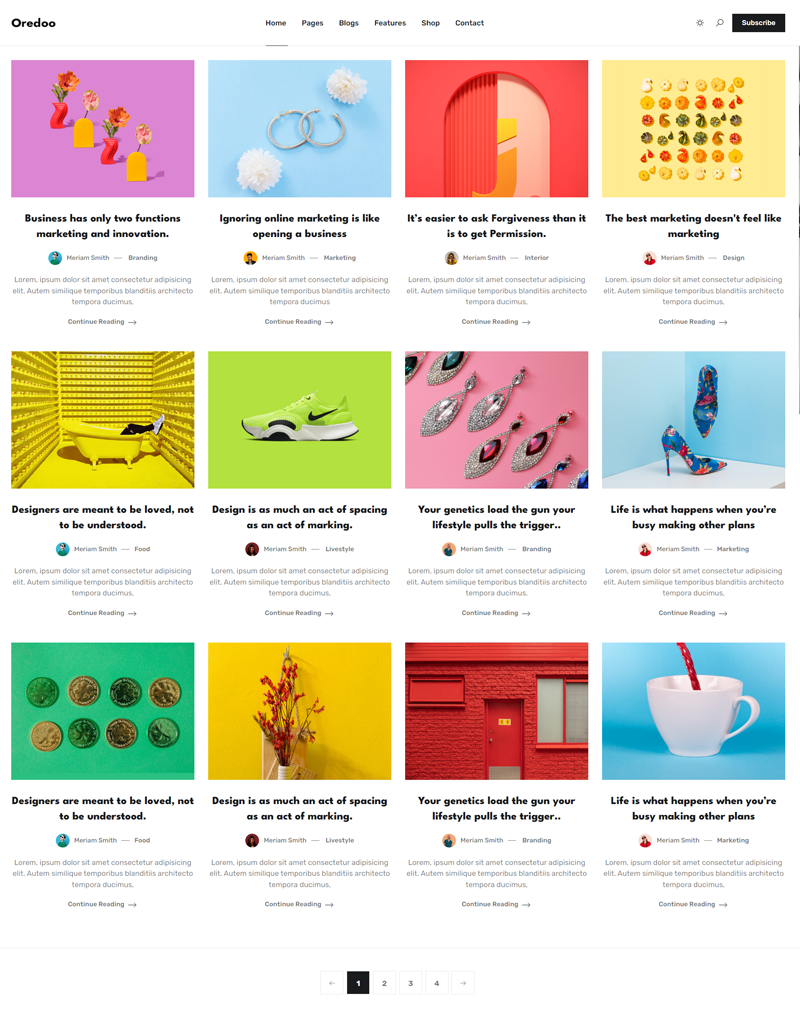 Oredoo
Home Pages Blogs Features Shop Contact
Subscribe
Business has only two functions
marketing and innovation.
Meriam Smith — Branding
Lorem, ipsum dolor sit amet consectetur adipisicing
elit. Autem similique temporibus blanditiis architecto
tempora ducimus,
Continue Reading →
Ignoring online marketing is like
opening a business
Meriam Smith — Marketing
Lorem, ipsum dolor sit amet consectetur adipisicing
elit. Autem similique temporibus blanditiis architecto
tempora ducimus
Continue Reading →
It's easier to ask Forgiveness than it
is to get Permission.
Meriam Smith — Interior
Lorem, ipsum dolor sit amet consectetur adipisicing
elit. Autem similique temporibus blanditiis architecto
tempora ducimus,
Continue Reading →
The best marketing doesn't feel like
marketing
Meriam Smith — Design
Lorem, ipsum dolor sit amet consectetur adipisicing
elit. Autem similique temporibus blanditiis architecto
tempora ducimus,
Continue Reading →
Designers are meant to be loved, not
to be understood.
Meriam Smith — Food
Lorem, ipsum dolor sit amet consectetur adipisicing
elit. Autem similique temporibus blanditiis architecto
tempora ducimus,
Continue Reading →
Design is as much an act of spacing
as an act of marking.
Meriam Smith — Livestyle
Lorem, ipsum dolor sit amet consectetur adipisicing
elit. Autem similique temporibus blanditiis architecto
tempora ducimus,
Continue Reading →
Your genetics load the gun your
lifestyle pulls the trigger..
Meriam Smith — Branding
Lorem, ipsum dolor sit amet consectetur adipisicing
elit. Autem similique temporibus blanditiis architecto
tempora ducimus,
Continue Reading →
Life is what happens when you're
busy making other plans
Meriam Smith — Marketing
Lorem, ipsum dolor sit amet consectetur adipisicing
elit. Autem similique temporibus blanditiis architecto
tempora ducimus,
Continue Reading →
Designers are meant to be loved, not
to be understood.
Meriam Smith — Food
Lorem, ipsum dolor sit amet consectetur adipisicing
elit. Autem similique temporibus blanditiis architecto
tempora ducimus,
Continue Reading →
Design is as much an act of spacing
as an act of marking.
Meriam Smith — Livestyle
Lorem, ipsum dolor sit amet consectetur adipisicing
elit. Autem similique temporibus blanditiis architecto
tempora ducimus,
Continue Reading →
Your genetics load the gun your
lifestyle pulls the trigger..
Meriam Smith — Branding
Lorem, ipsum dolor sit amet consectetur adipisicing
elit. Autem similique temporibus blanditiis architecto
tempora ducimus,
Continue Reading →
Life is what happens when you're
busy making other plans
Meriam Smith — Marketing
Lorem, ipsum dolor sit amet consectetur adipisicing
elit. Autem similique temporibus blanditiis architecto
tempora ducimus,
Continue Reading →
← 1 2 3 4 →